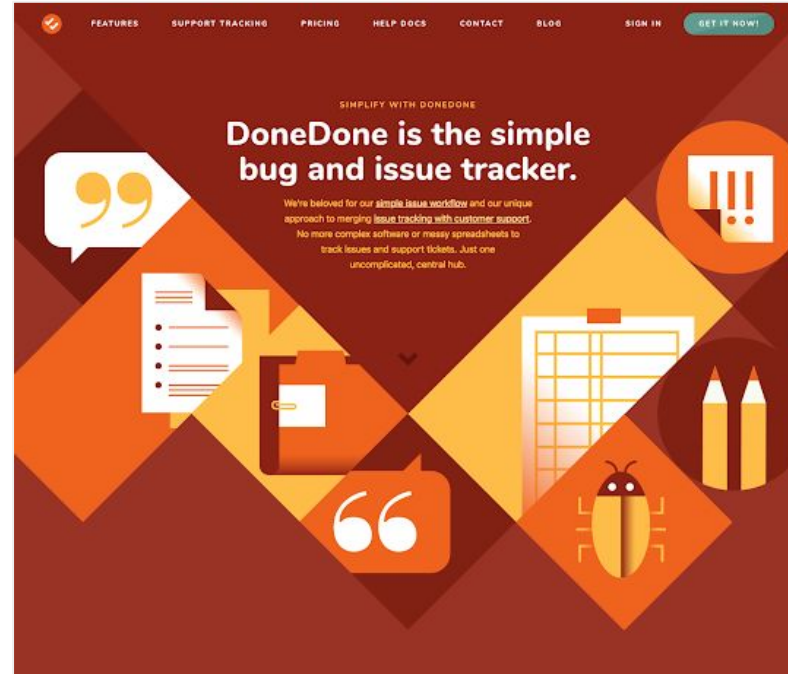 FEATURES SUPPORT TRACKING PRICING HELP DOCS CONTACT BLOG SIGN IN GET IT NOW!
SIMPLIFY WITH DONEDONE
DoneDone is the simple
bug and issue tracker.
We're beloved for our simple issue workflow and our unique
approach to merging issue tracking with customer support.
No more complex software or messy spreadsheets to
track issues and support tickets. Just one
uncomplicated, central hub.